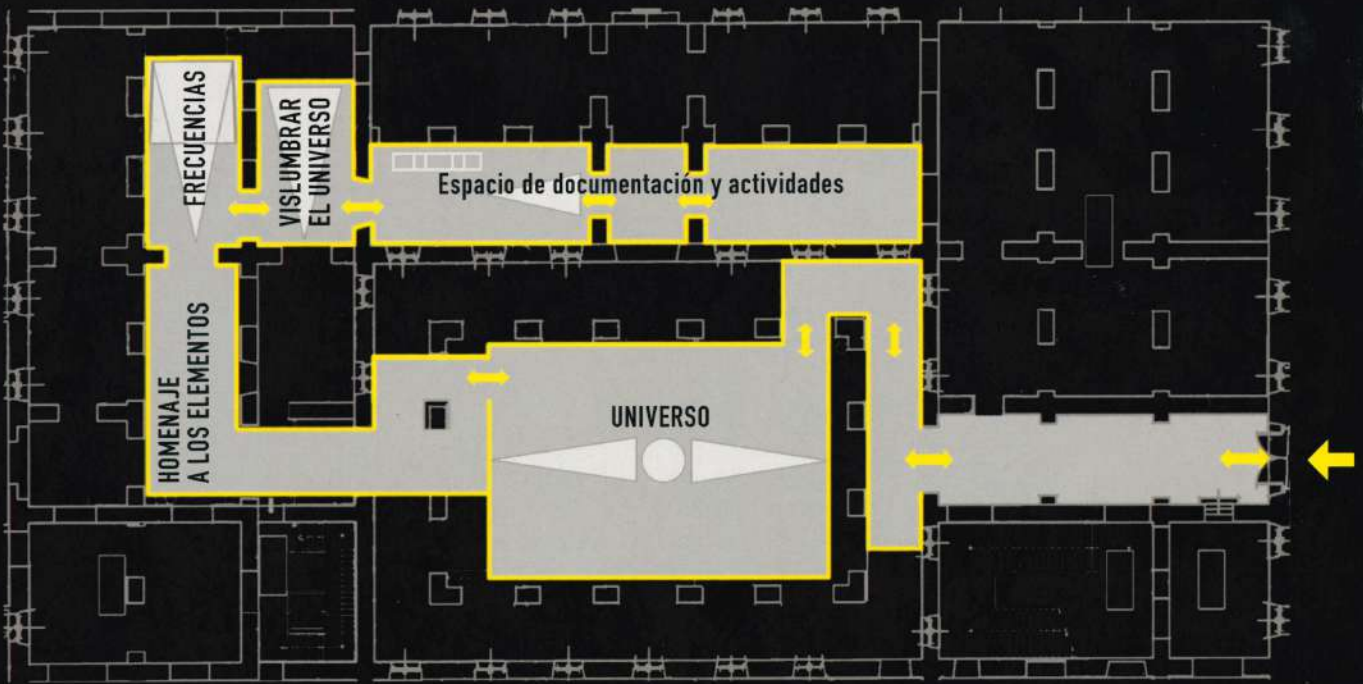 FRECUENCIAS
VISLUMBRAR
EL UNIVERSO
Espacio de documentación y actividades
HOMENAJE
A LOS ELEMENTOS
UNIVERSO